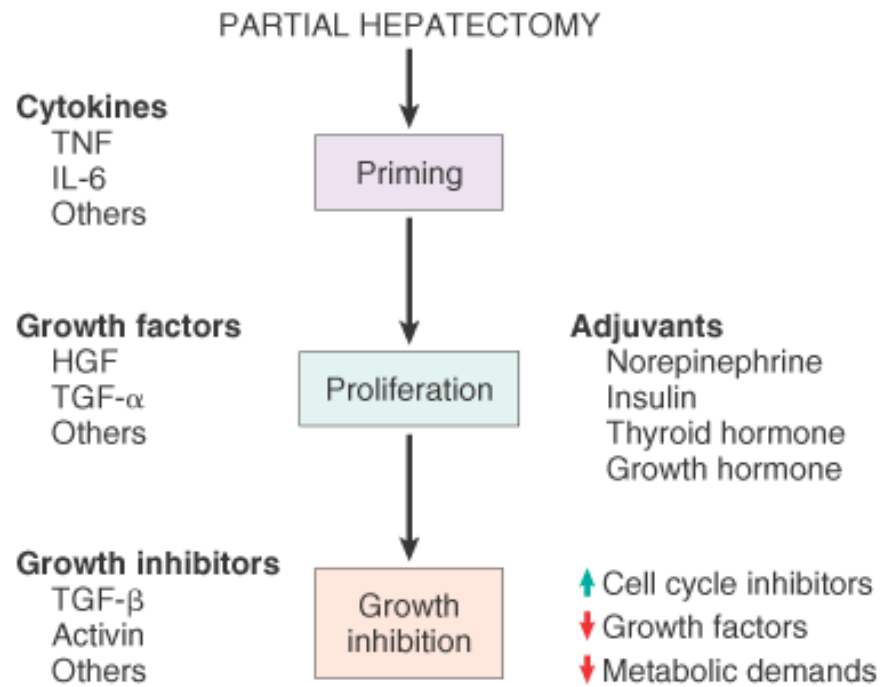 PARTIAL HEPATECTOMY
Cytokines
TNF
IL-6
Others
Priming
Growth factors
HGF
TGF-α
Others
Proliferation
Adjuvants
Norepinephrine
Insulin
Thyroid hormone
Growth hormone
Growth inhibitors
TGF-β
Activin
Others
Growth
inhibition
Cell cycle inhibitors
Growth factors
Metabolic demands